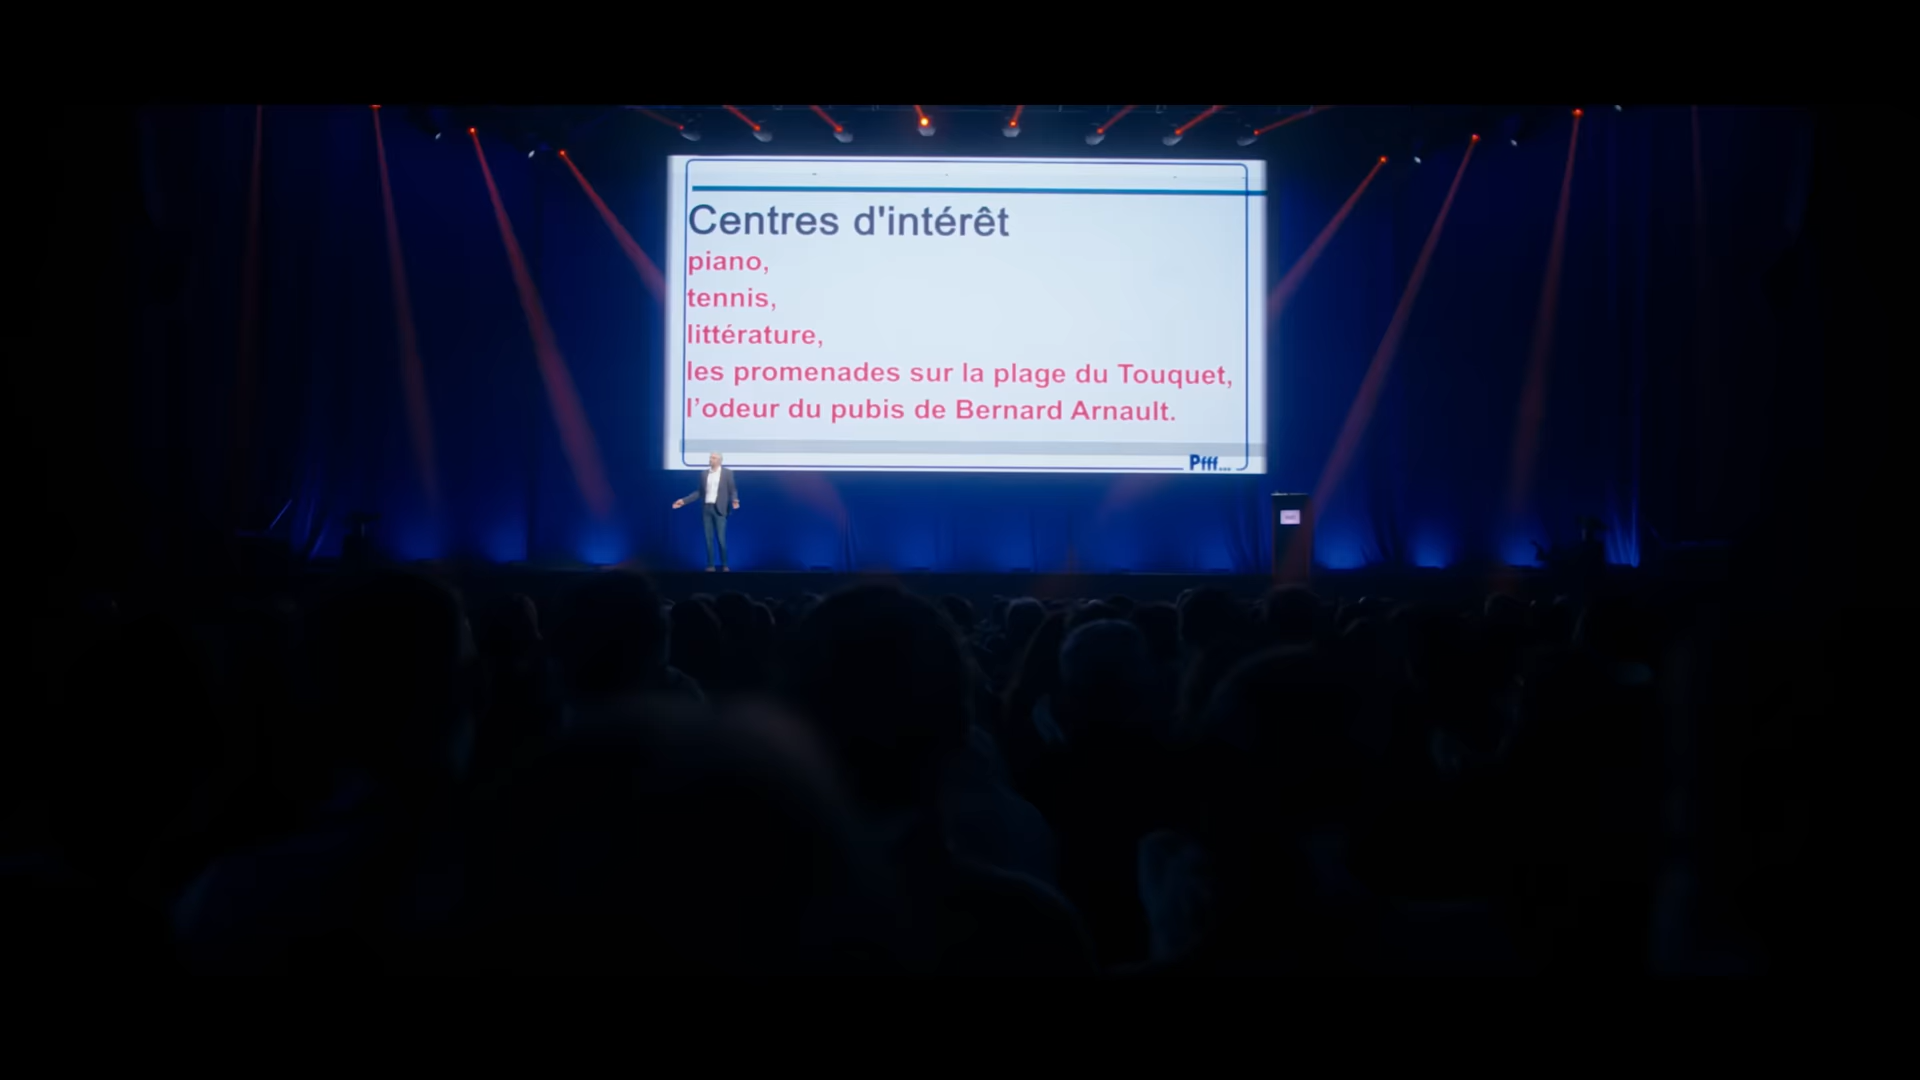 Centres d'intérêt
piano,
tennis,
littérature,
les promenades sur la plage du Touquet,
l’odeur du pubis de Bernard Arnault.
Pfff...